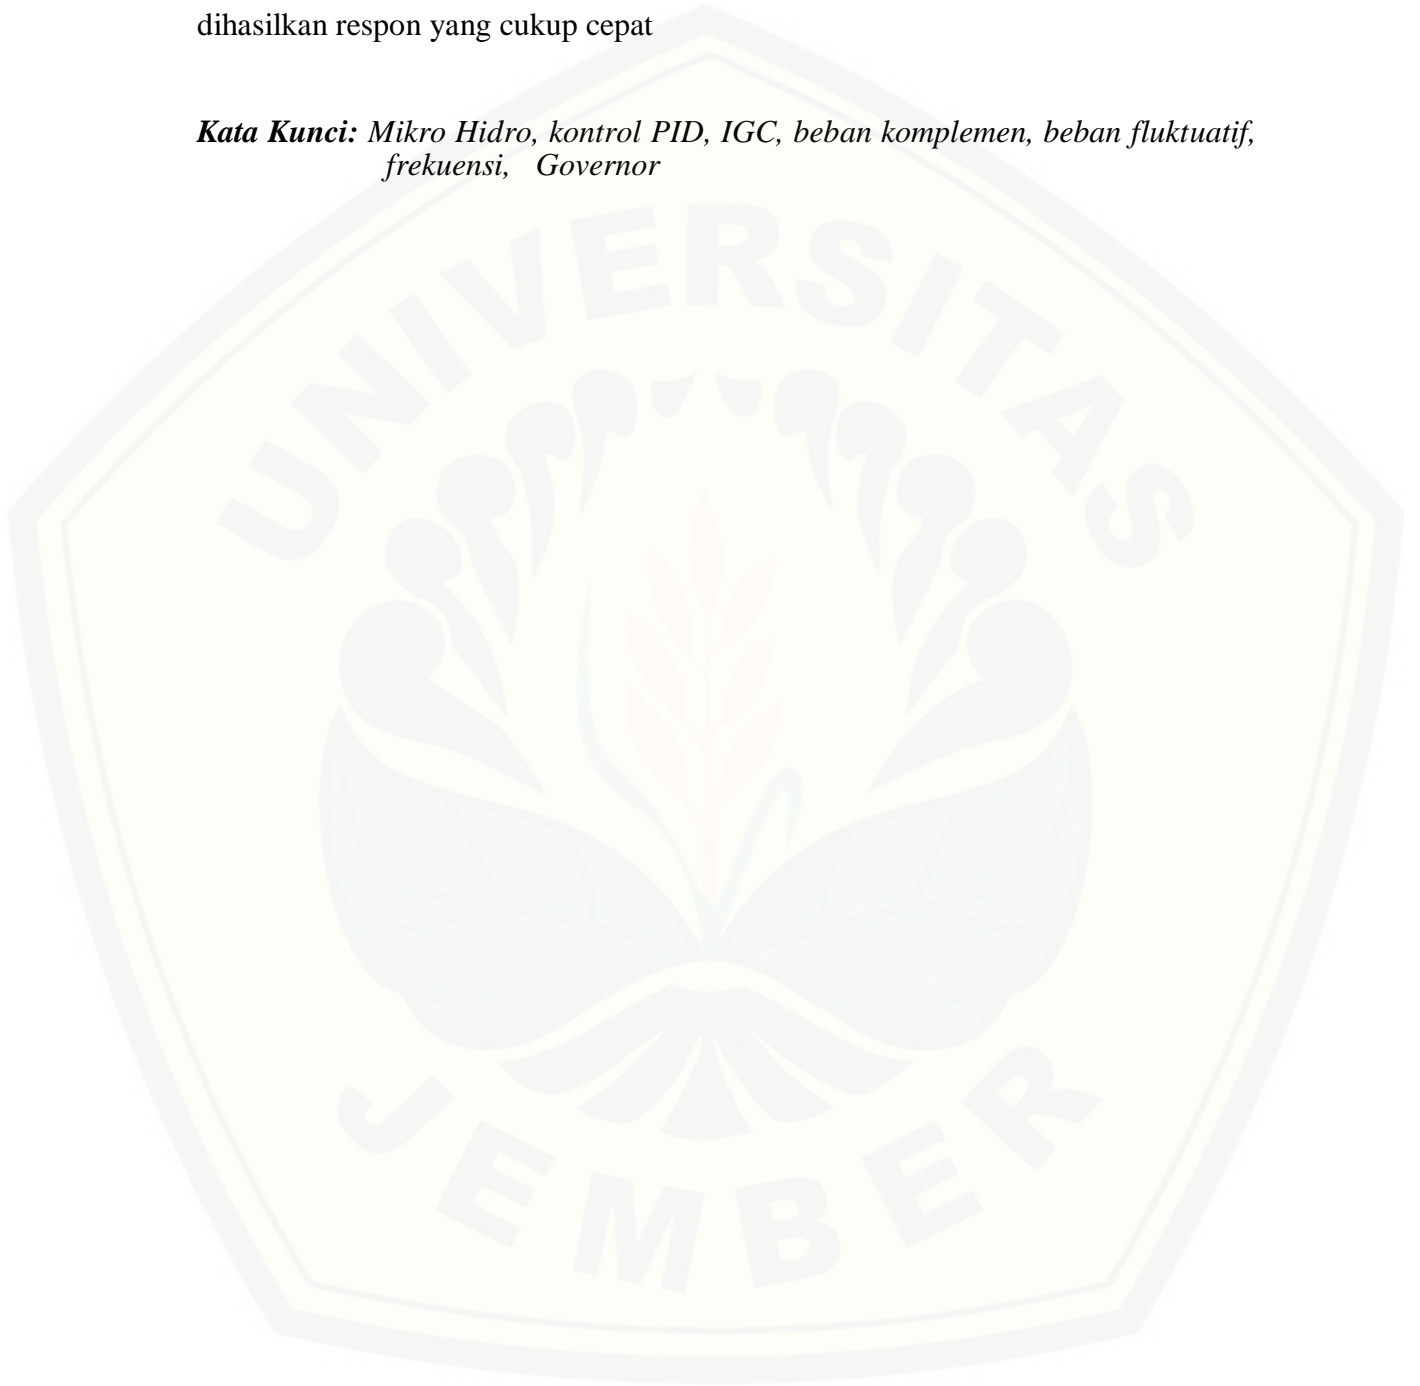 dihasilkan respon yang cukup cepat
Kata Kunci: Mikro Hidro, kontrol PID, IGC, beban komplemen, beban fluktuatif,
frekuensi, Governor
UNIVERSITAS
JEMBER